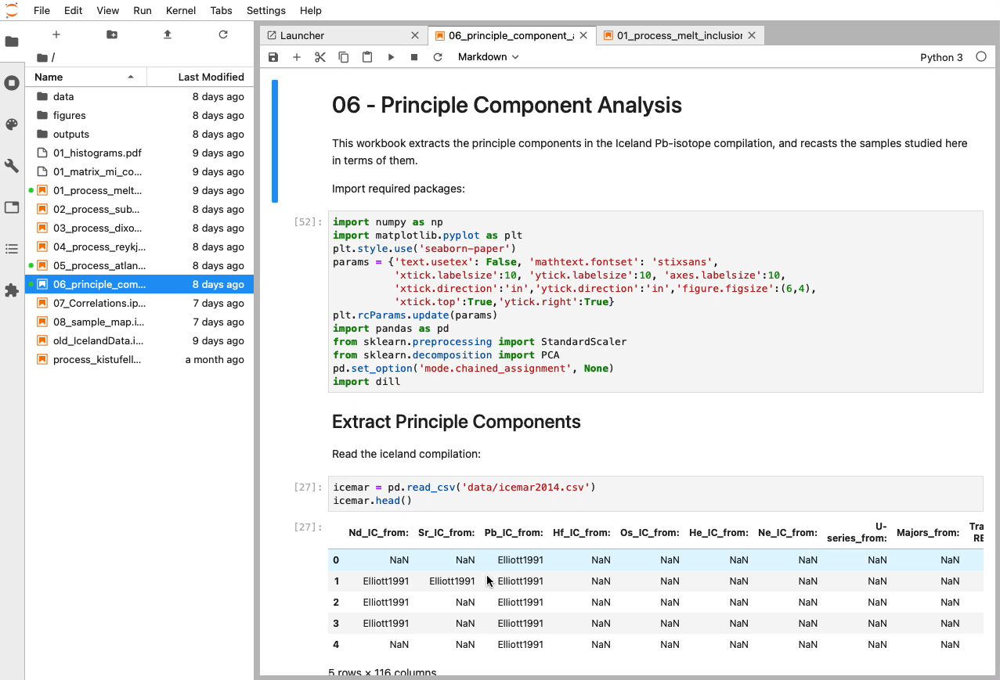 File Edit View Run Kernel Tabs Settings Help
/
Name Last Modified
data 8 days ago
figures 8 days ago
outputs 8 days ago
01_histograms.pdf 9 days ago
01_matrix_mi_co... 9 days ago
01_process_melt... 9 days ago
02_process_sub... 8 days ago
03_process_dixo... 8 days ago
04_process_reykj... 8 days ago
05_process_atlan... 8 days ago
06_principle_com... 8 days ago
07_Correlations.ip... 7 days ago
08_sample_map.i... 7 days ago
old_IcelandData.i... 9 days ago
process_kistufell... a month ago
Launcher
06_principle_component_
01_process_melt_inclusion
Markdown Python 3
06 - Principle Component Analysis
This workbook extracts the principle components in the Iceland Pb-isotope compilation, and recasts the samples studied here
in terms of them.
Import required packages:
[52]:
import numpy as np
import matplotlib.pyplot as plt
plt.style.use('seaborn-paper')
params = {'text.usetex': False, 'mathtext.fontset': 'stixsans',
'xtick.labelsize':10, 'ytick.labelsize':10, 'axes.labelsize':10,
'xtick.direction':'in','ytick.direction':'in','figure.figsize':(6,4),
'xtick.top':True,'ytick.right':True}
plt.rcParams.update(params)
import pandas as pd
from sklearn.preprocessing import StandardScaler
from sklearn.decomposition import PCA
pd.set_option('mode.chained_assignment', None)
import dill
Extract Principle Components
Read the iceland compilation:
[27]:
icemar = pd.read_csv('data/icemar2014.csv')
icemar.head()
[27]:
Nd_IC_from: Sr_IC_from: Pb_IC_from: Hf_IC_from: Os_IC_from: He_IC_from: Ne_IC_from: U-series_from: Majors_from: Tra RE
0 NaN NaN Elliott1991 NaN NaN NaN NaN NaN NaN
1 Elliott1991 Elliott1991 Elliott1991 NaN NaN NaN NaN NaN NaN
2 Elliott1991 NaN Elliott1991 NaN NaN NaN NaN NaN NaN
3 Elliott1991 NaN Elliott1991 NaN NaN NaN NaN NaN NaN
4 NaN NaN Elliott1991 NaN NaN NaN NaN NaN NaN
5 rows × 116 columns